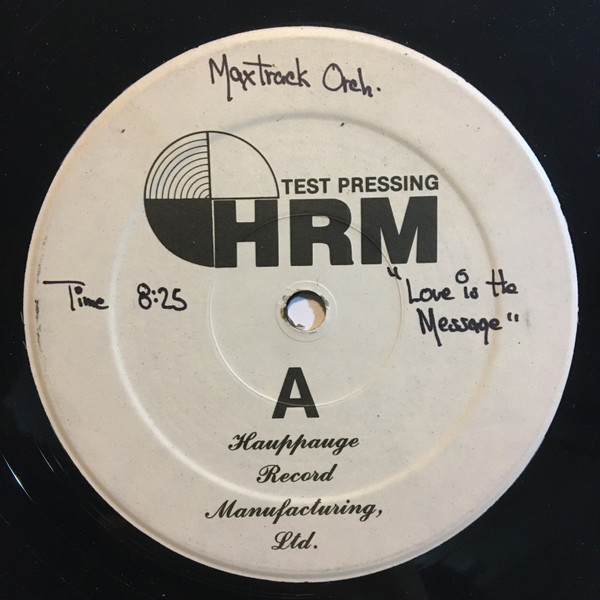 Maxtrack Orch.
TEST PRESSING
HRM
Time 8:25
"Love is the
Message"
A
Hauppauge
Record
Manufacturing,
Ltd.